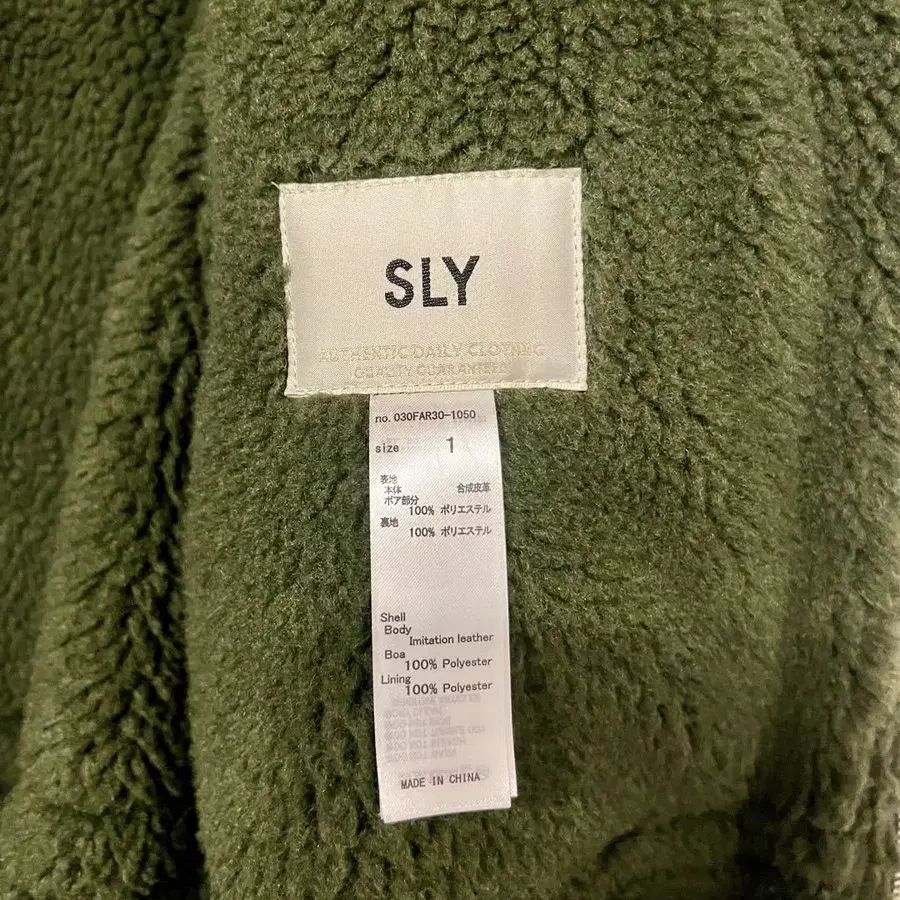 SLY
AUTHENTIC DAILY CLOTHING
QUALITY GUARANTEED
no. 030FAR30-1050
size 1
表地
本体 合成皮革
ボア部分
100% ポリエステル
裏地
100% ポリエステル
Shell
Body
Imitation leather
Boa
100% Polyester
Lining
100% Polyester
MADE IN CHINA